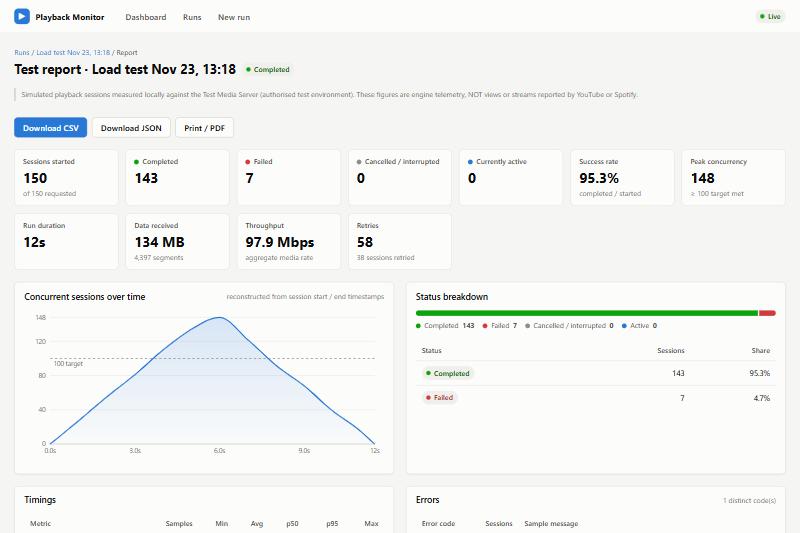 Playback Monitor Dashboard Runs New run Live
Runs / Load test Nov 23, 13:18 / Report
Test report · Load test Nov 23, 13:18 Completed
Simulated playback sessions measured locally against the Test Media Server (authorised test environment). These figures are engine telemetry, NOT views or streams reported by YouTube or Spotify.
Download CSV Download JSON Print / PDF
Sessions started Completed Failed Cancelled / interrupted Currently active Success rate Peak concurrency
150 143 7 0 0 95.3% 148
of 150 requested completed / started ≥ 100 target met
Run duration Data received Throughput Retries
12s 134 MB 97.9 Mbps 58
4,397 segments aggregate media rate 38 sessions retried
Concurrent sessions over time reconstructed from session start / end timestamps
148
120
100 target
80
40
0
0.0s 3.0s 6.0s 9.0s 12s
Status breakdown
Completed 143 Failed 7 Cancelled / interrupted 0 Active 0
Status Sessions Share
Completed 143 95.3%
Failed 7 4.7%
Timings
Metric Samples Min Avg p50 p95 Max
Errors 1 distinct code(s)
Error code Sessions Sample message